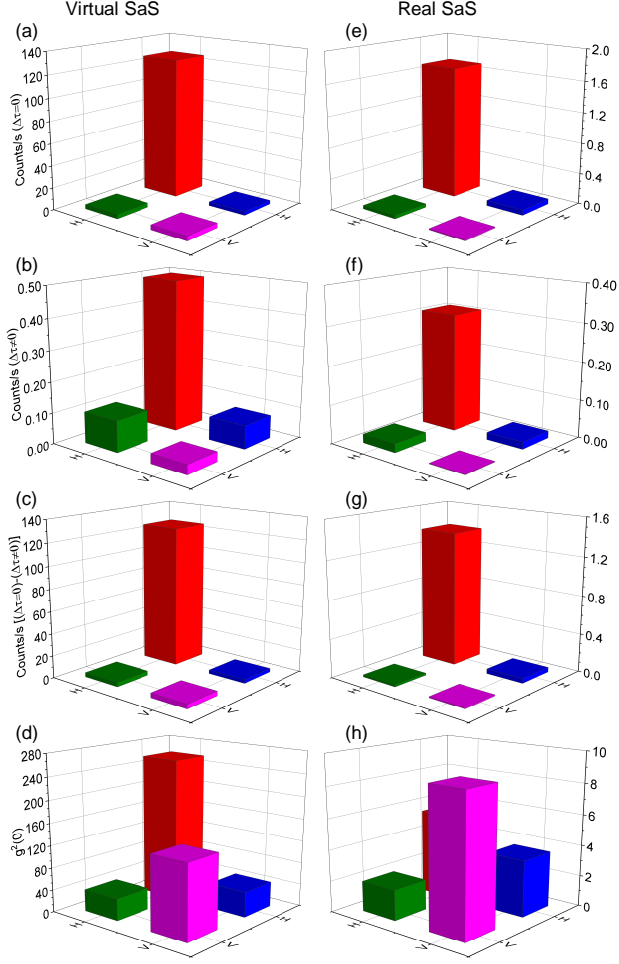 Virtual SaS
Real SaS
(a)
Counts/s (Δτ=0)
140
120
100
80
60
40
20
0
H
V
V
H
(e)
2.0
1.6
1.2
0.8
0.4
0.0
H
V
V
H
(b)
Counts/s (Δτ≠0)
0.50
0.40
0.30
0.20
0.10
0.00
H
V
V
H
(f)
0.40
0.30
0.20
0.10
0.00
H
V
V
H
(c)
Counts/s [(Δτ=0)-(Δτ≠0)]
140
120
100
80
60
40
20
0
H
V
V
H
(g)
1.6
1.2
0.8
0.4
0.0
H
V
V
H
(d)
g²(0)
280
240
200
160
120
80
40
0
H
V
V
H
(h)
10
8
6
4
2
0
H
V
V
H